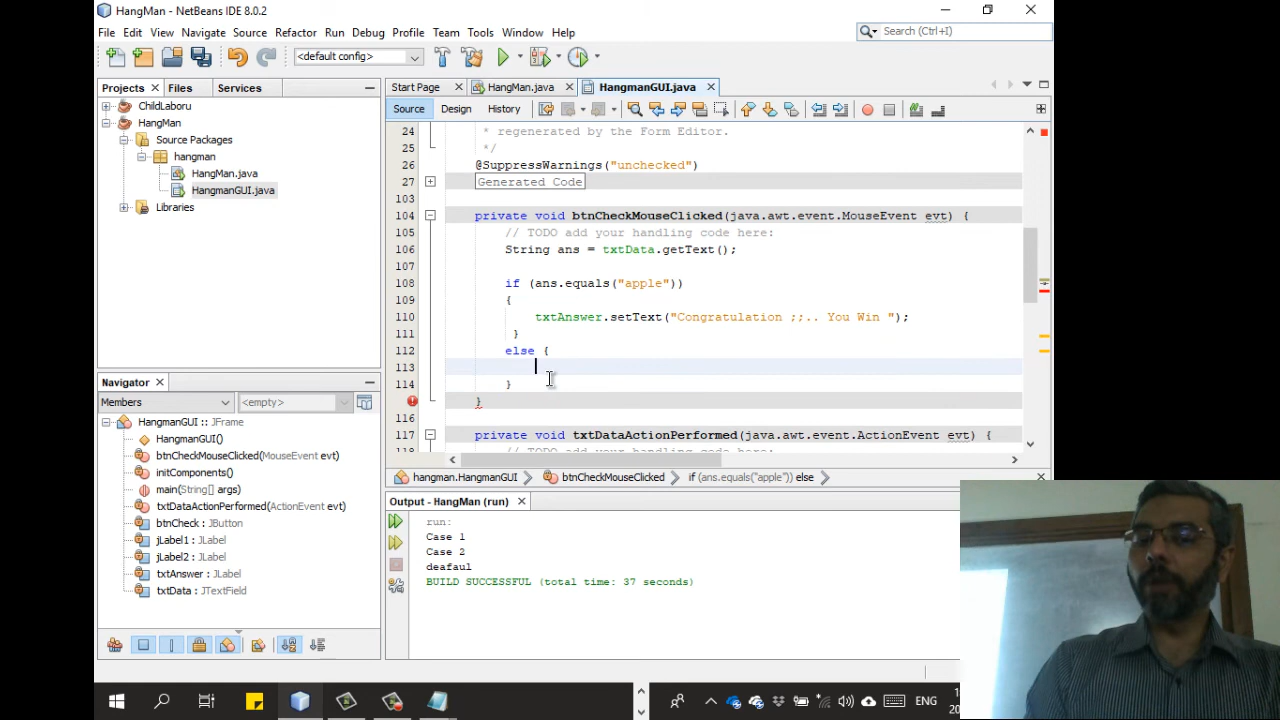 HangMan - NetBeans IDE 8.0.2
File Edit View Navigate Source Refactor Run Debug Profile Team Tools Window Help
Search (Ctrl+I)
<default config>
Projects Files Services
Start Page HangMan.java HangmanGUI.java
ChildLaboru
HangMan
Source Packages
hangman
HangMan.java
HangmanGUI.java
Libraries
Source Design History
24 * regenerated by the Form Editor.
25 */
26 @SuppressWarnings("unchecked")
27 Generated Code
103
104 private void btnCheckMouseClicked(java.awt.event.MouseEvent evt) {
105 // TODO add your handling code here:
106 String ans = txtData.getText();
107
108 if (ans.equals("apple"))
109 {
110 txtAnswer.setText("Congratulation ;;.. You Win ");
111 }
112 else {
113
114 }
}
116
117 private void txtDataActionPerformed(java.awt.event.ActionEvent evt) {
118 // TODO add your handling code here:
hangman.HangmanGUI btnCheckMouseClicked if (ans.equals("apple")) else
Navigator
Members <empty>
HangmanGUI :: JFrame
HangmanGUI()
btnCheckMouseClicked(MouseEvent evt)
initComponents()
main(String[] args)
txtDataActionPerformed(ActionEvent evt)
btnCheck : JButton
jLabel1 : JLabel
jLabel2 : JLabel
txtAnswer : JLabel
txtData : JTextField
Output - HangMan (run)
run:
Case 1
Case 2
deafaul
BUILD SUCCESSFUL (total time: 37 seconds)
ENG